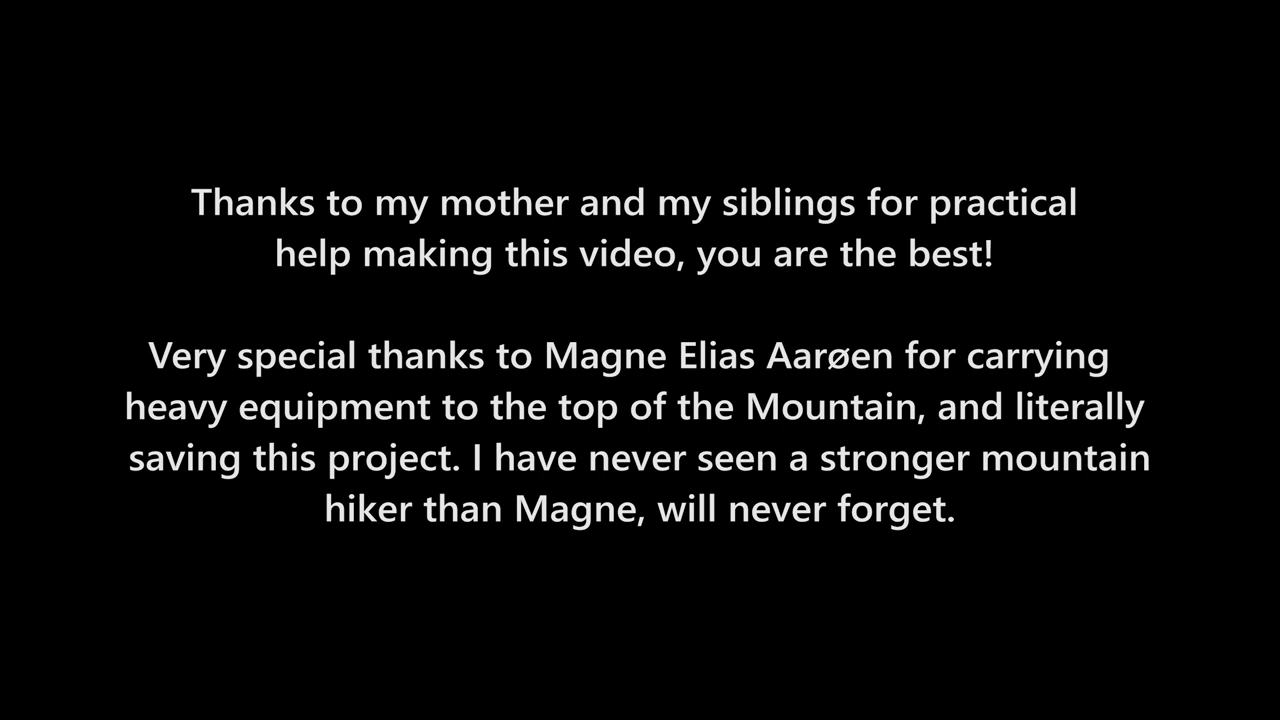 Thanks to my mother and my siblings for practical
help making this video, you are the best!
Very special thanks to Magne Elias Aarøen for carrying
heavy equipment to the top of the Mountain, and literally
saving this project. I have never seen a stronger mountain
hiker than Magne, will never forget.